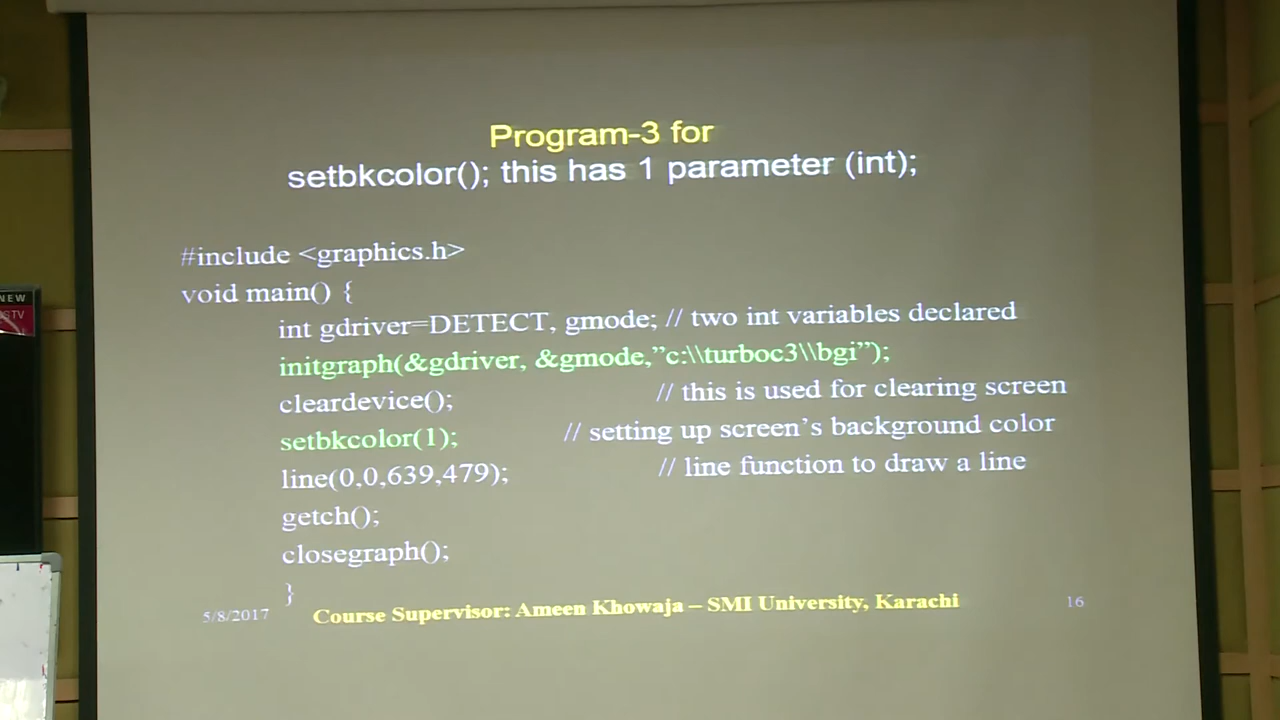 Program-3 for
setbkcolor(); this has 1 parameter (int);
#include <graphics.h>
void main() {
int gdriver=DETECT, gmode; // two int variables declared
initgraph(&gdriver, &gmode,”c:\\turboc3\\bgi”);
cleardevice(); // this is used for clearing screen
setbkcolor(1); // setting up screen’s background color
line(0,0,639,479); // line function to draw a line
getch();
closegraph();
}
5/8/2017 Course Supervisor: Ameen Khowaja – SMI University, Karachi 16
NEW